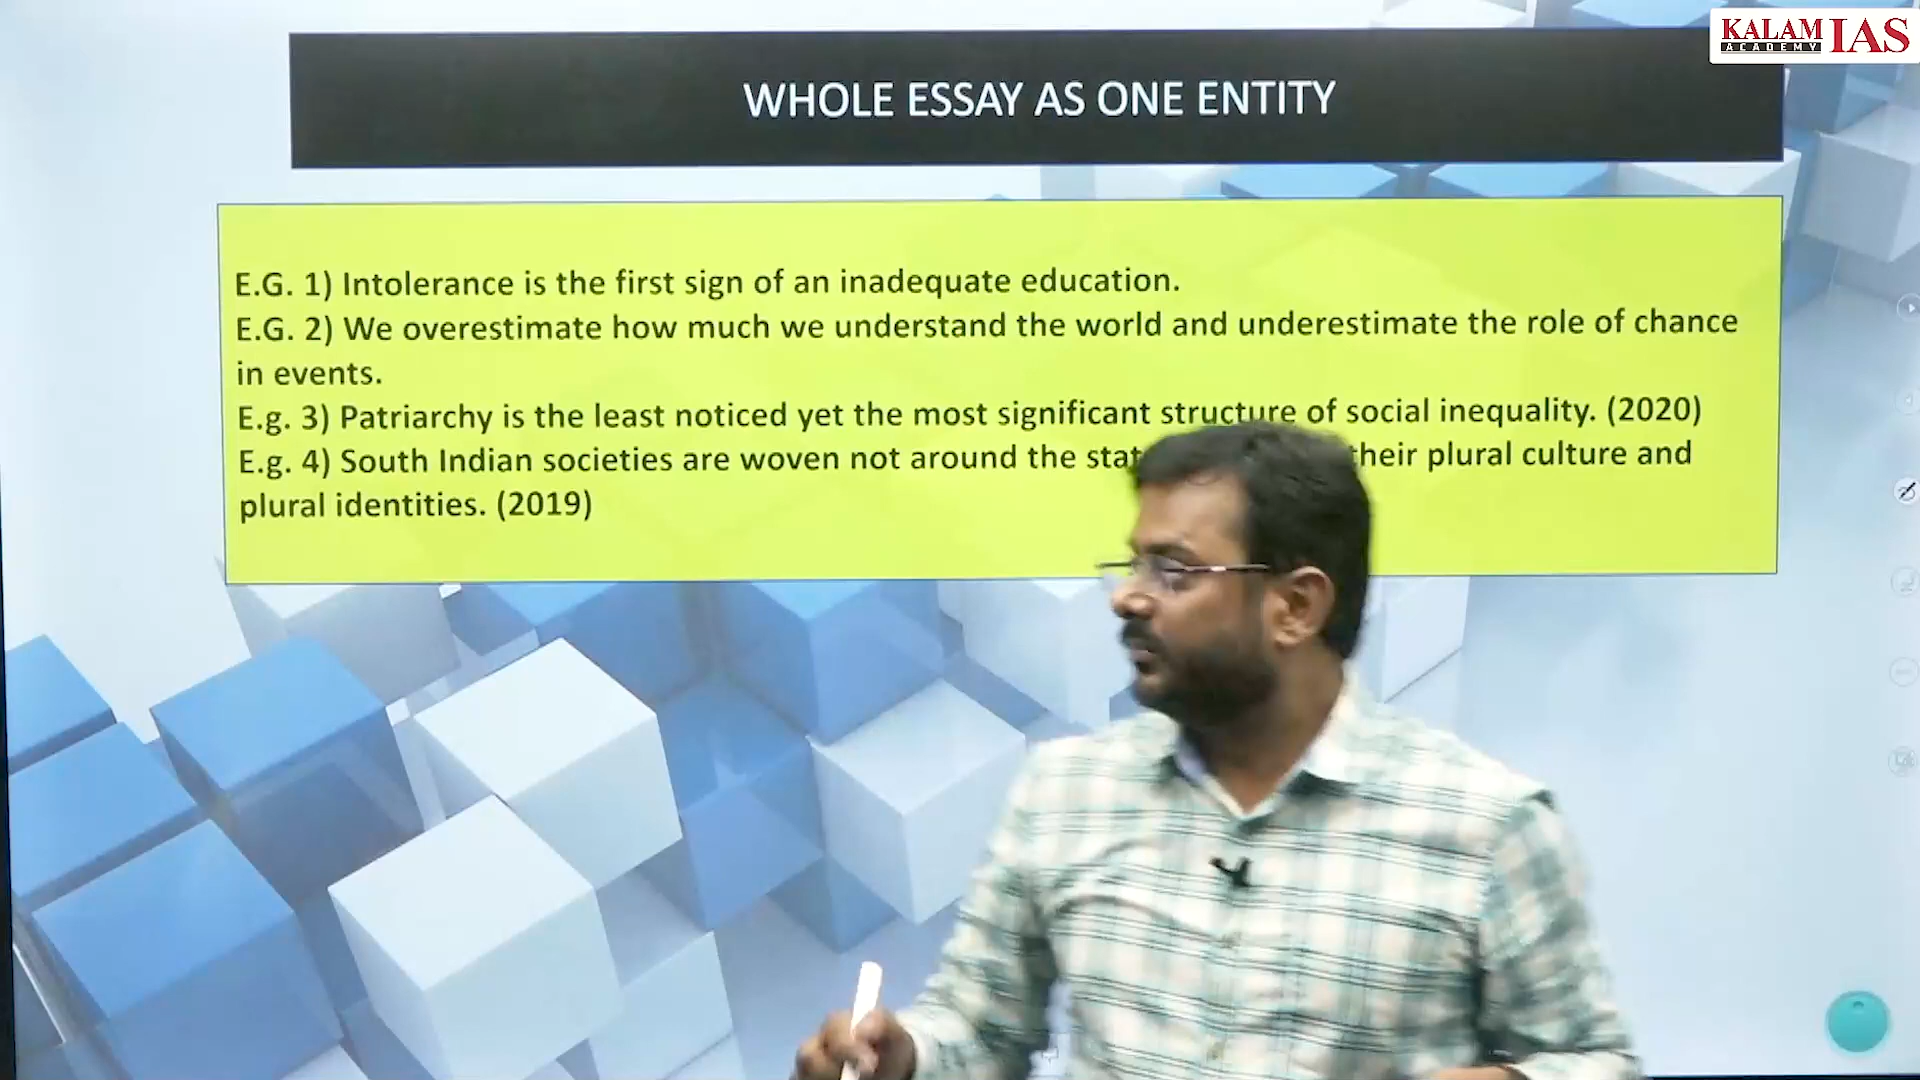 KALAM IAS
ACADEMY
WHOLE ESSAY AS ONE ENTITY
E.G. 1) Intolerance is the first sign of an inadequate education.
E.G. 2) We overestimate how much we understand the world and underestimate the role of chance
in events.
E.g. 3) Patriarchy is the least noticed yet the most significant structure of social inequality. (2020)
E.g. 4) South Indian societies are woven not around the their plural culture and
plural identities. (2019)